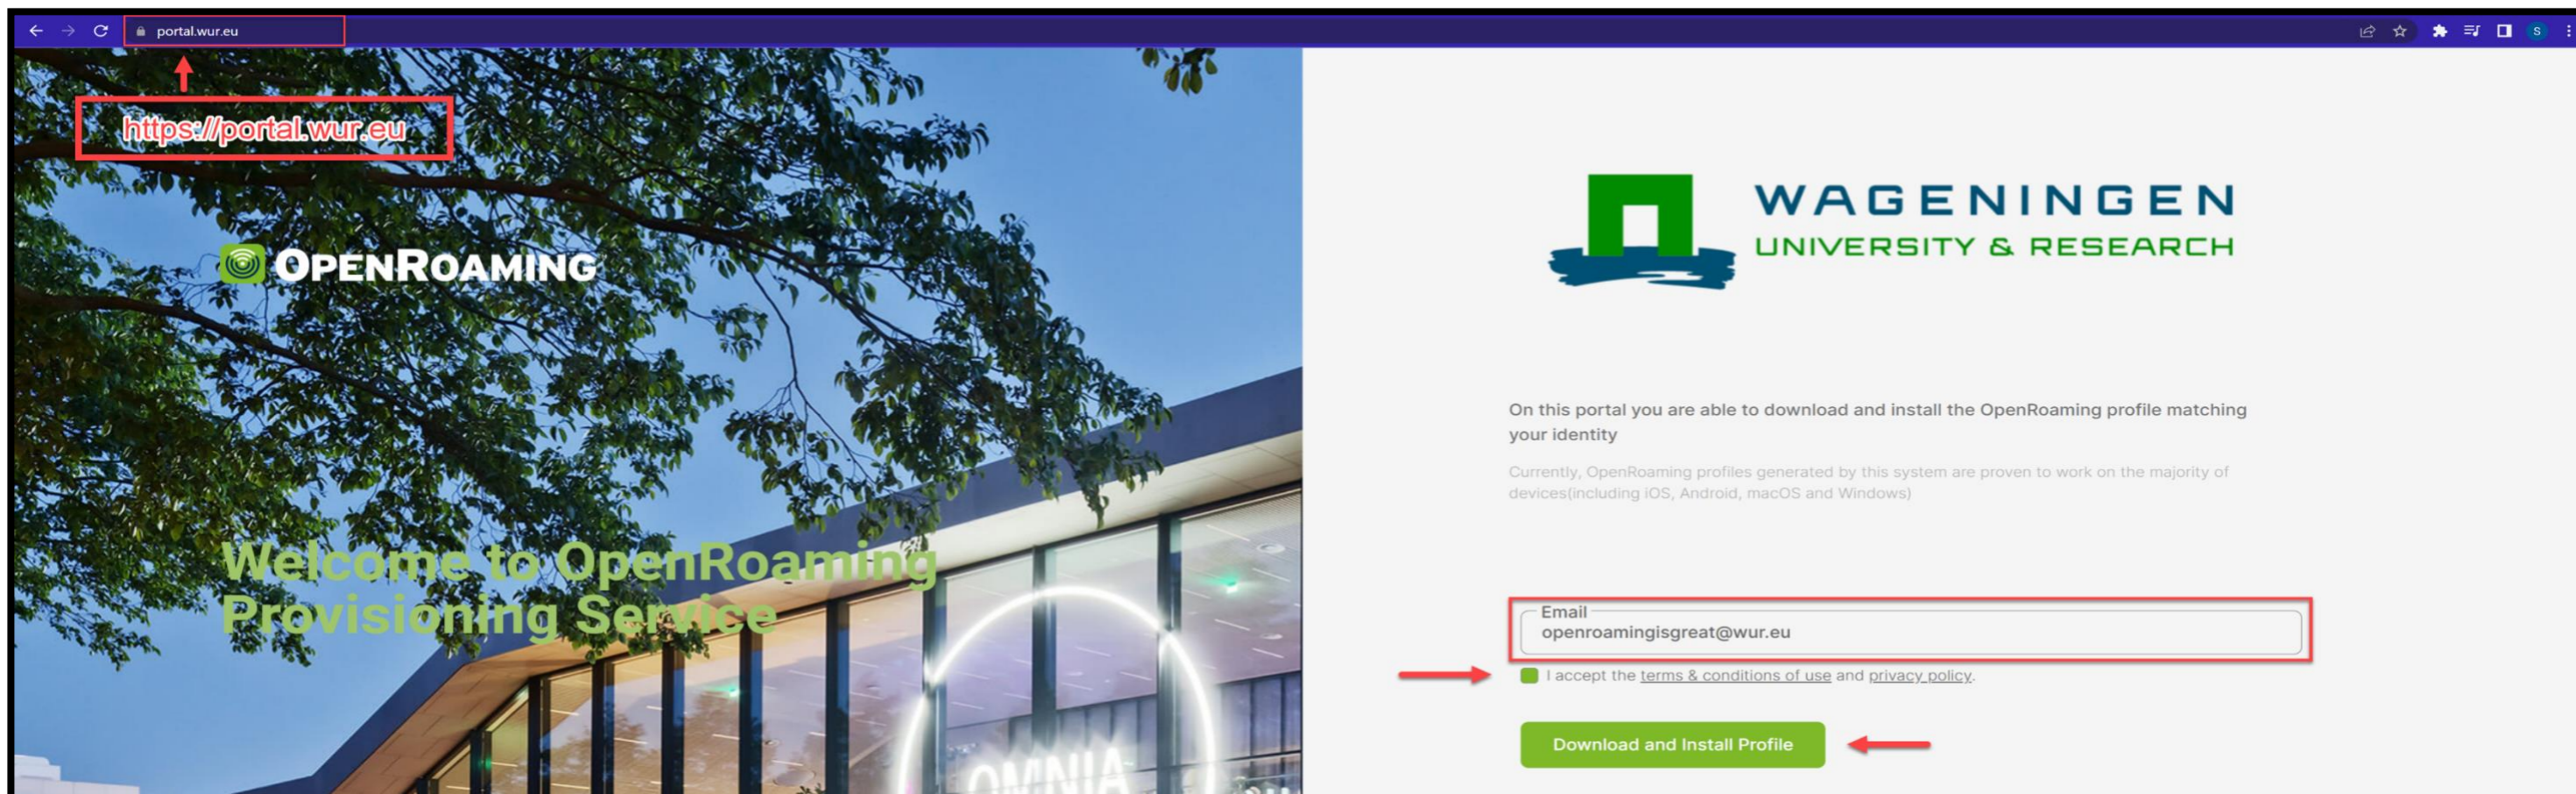 portal.wur.eu
S
https://portal.wur.eu
OPENROAMING
Welcome to OpenRoaming
Provisioning Service
OMNIA
WAGENINGEN
UNIVERSITY & RESEARCH
On this portal you are able to download and install the OpenRoaming profile matching
your identity
Currently, OpenRoaming profiles generated by this system are proven to work on the majority of
devices(including iOS, Android, macOS and Windows)
Email
openroamingisgreat@wur.eu
I accept the terms & conditions of use and privacy policy.
Download and Install Profile